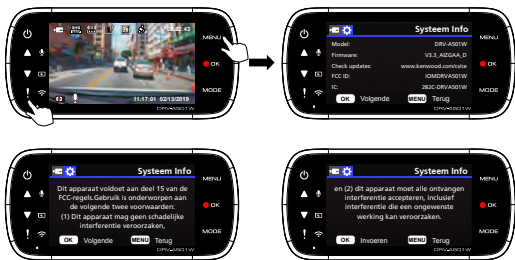 MENU
OK
MODE
11:17:01 02/13/2019
DRV-A501W
Systeem Info
Model: DRV-A501W
Firmware: V3.3_AIZGAA_D
Check updates: www.kenwood.com/cs/ce
FCC ID: IOMDRVA501W
IC: 282C-DRVA501W
OK Volgende MENU Terug
MENU
OK
MODE
DRV-A501W
Systeem Info
Dit apparaat voldoet aan deel 15 van de
FCC-regels.Gebruik is onderworpen aan
de volgende twee voorwaarden:
(1) Dit apparaat mag geen schadelijke
interferentie veroorzaken,
OK Volgende MENU Terug
MENU
OK
MODE
DRV-A501W
Systeem Info
en (2) dit apparaat moet alle ontvangen
interferentie accepteren, inclusief
interferentie die een ongewenste
werking kan veroorzaken.
OK Invoeren MENU Terug
MENU
OK
MODE
DRV-A501W